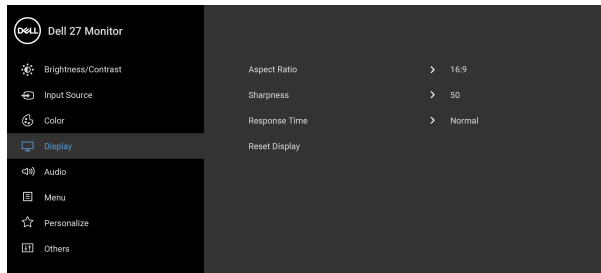 DELL Dell 27 Monitor
Brightness/Contrast
Input Source
Color
Display
Audio
Menu
Personalize
Others
Aspect Ratio > 16:9
Sharpness > 50
Response Time > Normal
Reset Display